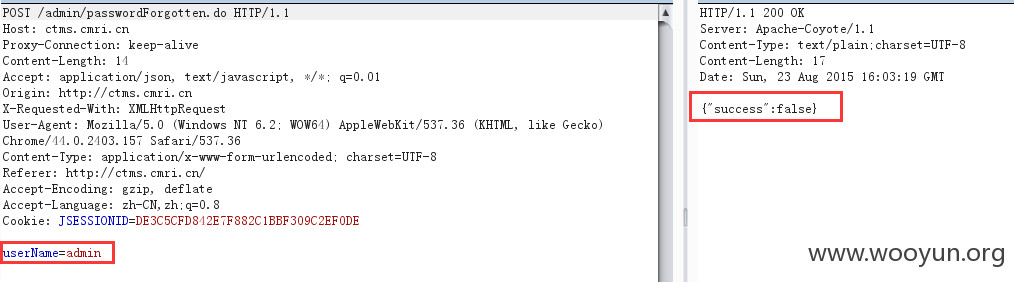 POST /admin/passwordForgotten.do HTTP/1.1
Host: ctms.cmri.cn
Proxy-Connection: keep-alive
Content-Length: 14
Accept: application/json, text/javascript, */*; q=0.01
Origin: http://ctms.cmri.cn
X-Requested-With: XMLHttpRequest
User-Agent: Mozilla/5.0 (Windows NT 6.2; WOW64) AppleWebKit/537.36 (KHTML, like Gecko)
Chrome/44.0.2403.157 Safari/537.36
Content-Type: application/x-www-form-urlencoded; charset=UTF-8
Referer: http://ctms.cmri.cn/
Accept-Encoding: gzip, deflate
Accept-Language: zh-CN,zh;q=0.8
Cookie: JSESSIONID=DE3C5CFD842E7F882C1BBF309C2EF0DE
userName=admin
HTTP/1.1 200 OK
Server: Apache-Coyote/1.1
Content-Type: text/plain;charset=UTF-8
Content-Length: 17
Date: Sun, 23 Aug 2015 16:03:19 GMT
{"success":false}
www.wooyun.org